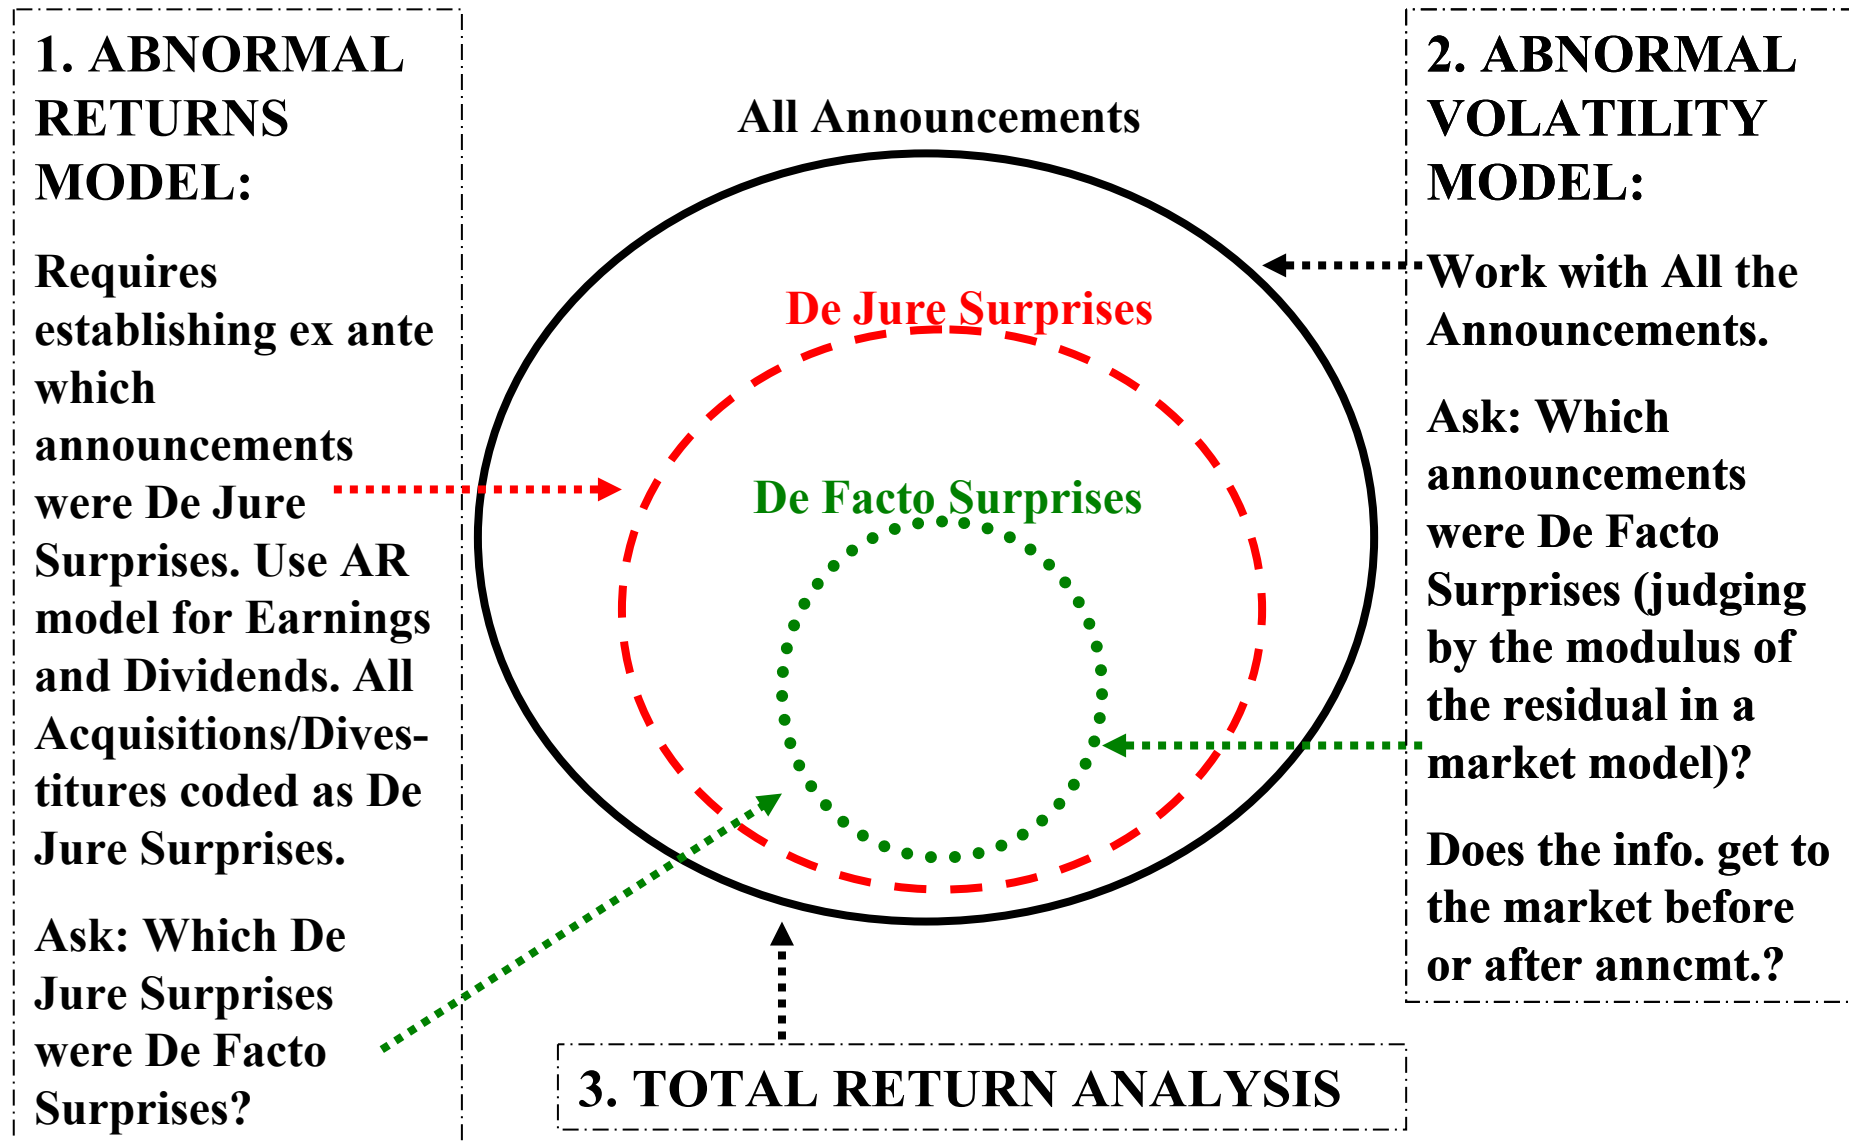 1. ABNORMAL
RETURNS
MODEL:
Requires
establishing ex ante
which
announcements
were De Jure
Surprises. Use AR
model for Earnings
and Dividends. All
Acquisitions/Dives-
titures coded as De
Jure Surprises.
Ask: Which De
Jure Surprises
were De Facto
Surprises?
All Announcements
De Jure Surprises
De Facto Surprises
3. TOTAL RETURN ANALYSIS
2. ABNORMAL
VOLATILITY
MODEL:
Work with All the
Announcements.
Ask: Which
announcements
were De Facto
Surprises (judging
by the modulus of
the residual in a
market model)?
Does the info. get to
the market before
or after anncmt.?